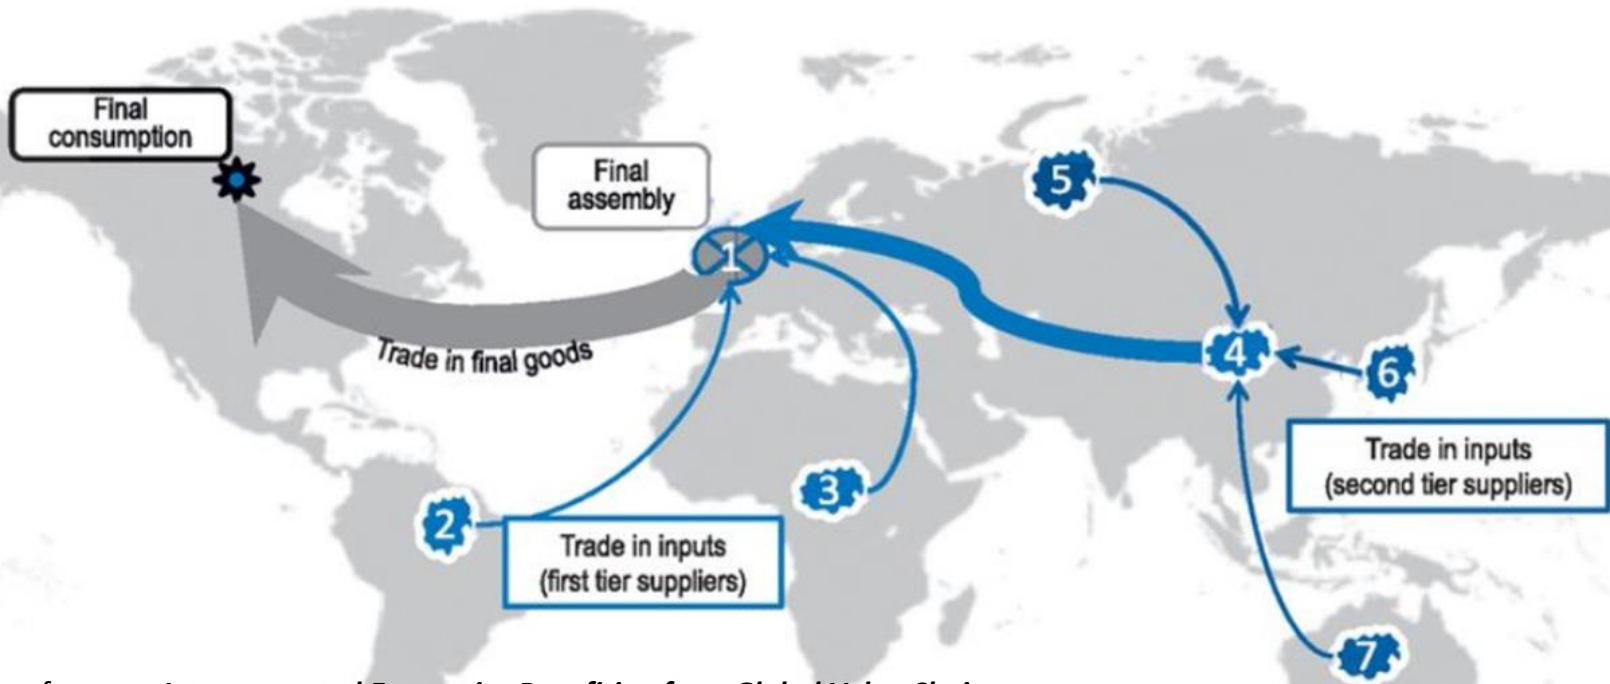 Final
consumption
Final
assembly
5
1
4
6
Trade in final goods
Trade in inputs
(second tier suppliers)
3
2
Trade in inputs
(first tier suppliers)
7